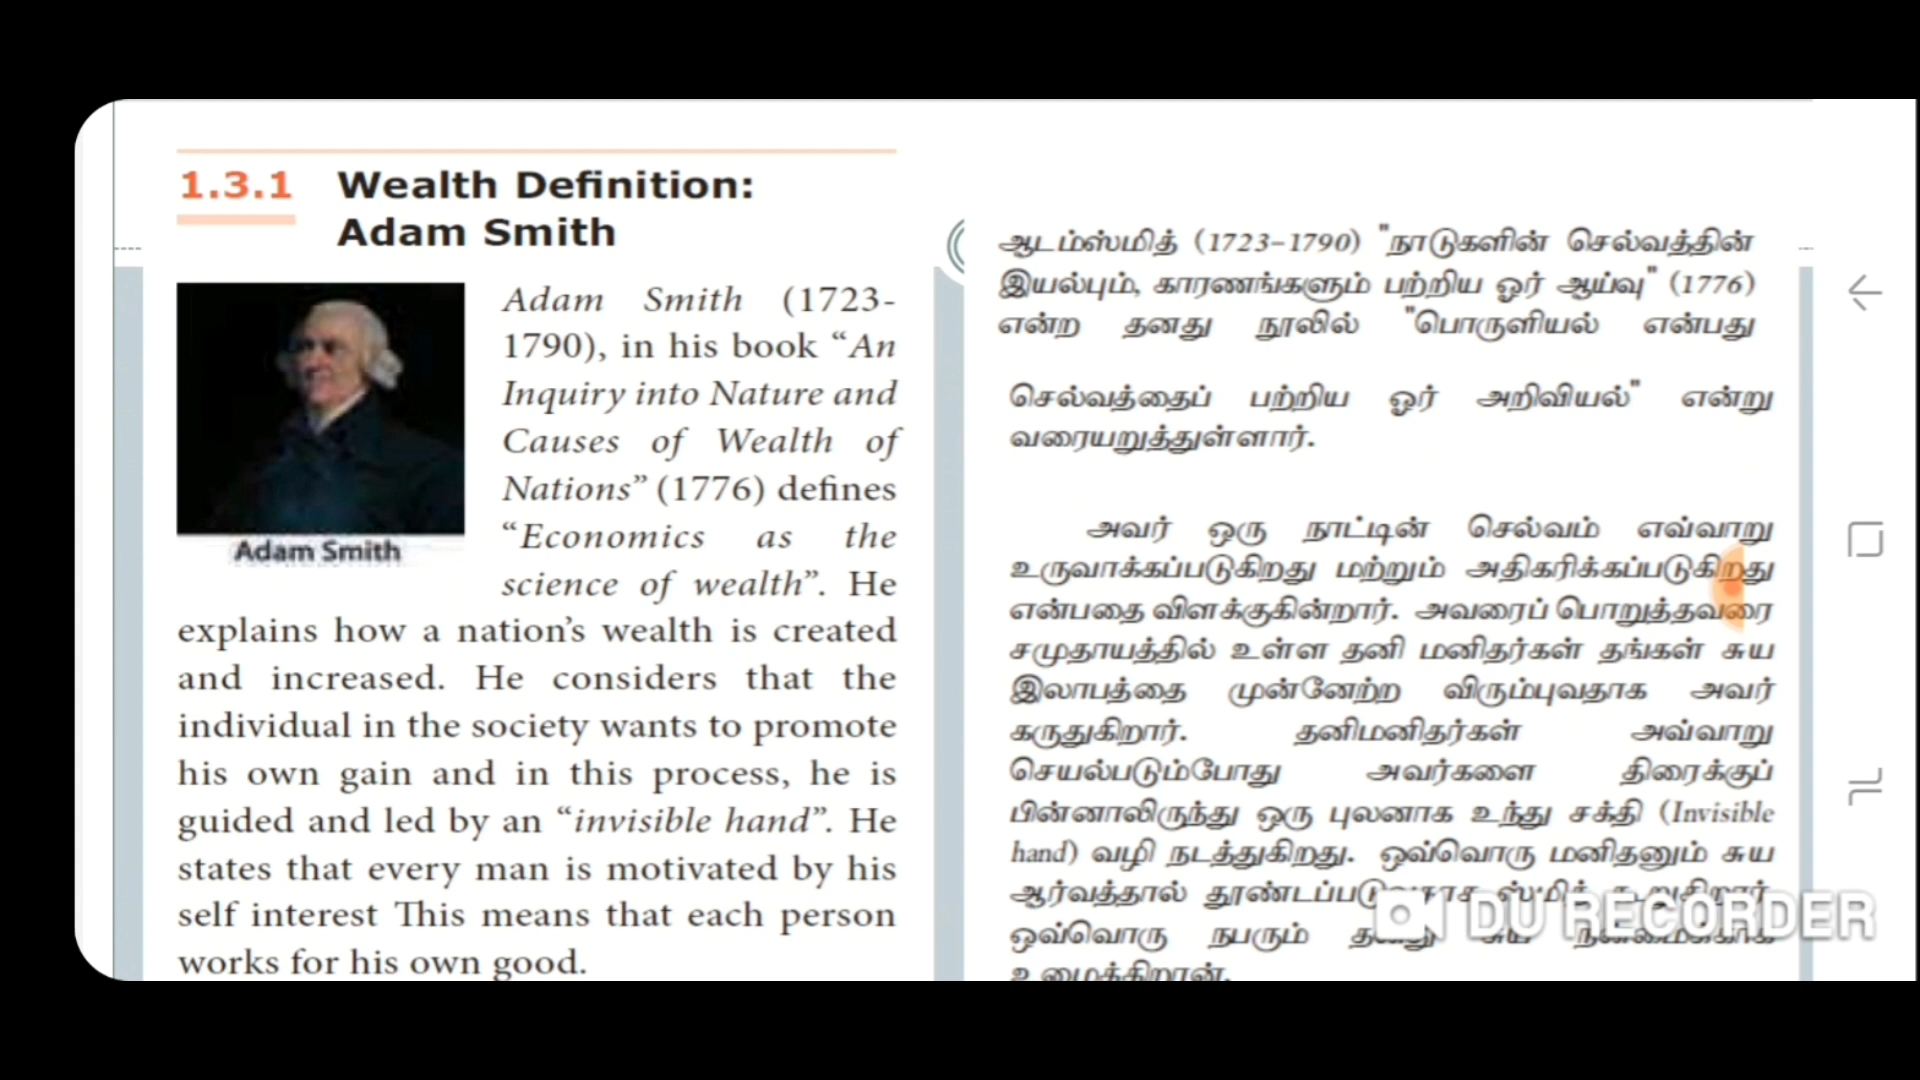 1.3.1 Wealth Definition:
Adam Smith
Adam Smith (1723-
1790), in his book “An
Inquiry into Nature and
Causes of Wealth of
Nations” (1776) defines
“Economics as the
science of wealth”. He
Adam Smith
explains how a nation’s wealth is created
and increased. He considers that the
individual in the society wants to promote
his own gain and in this process, he is
guided and led by an “invisible hand”. He
states that every man is motivated by his
self interest This means that each person
works for his own good.
ஆடம்ஸ்மித் (1723–1790) "நாடுகளின் செல்வத்தின்
இயல்பும், காரணங்களும் பற்றிய ஓர் ஆய்வு" (1776)
என்ற தனது நூலில் "பொருளியல் என்பது
செல்வத்தைப் பற்றிய ஓர் அறிவியல்" என்று
வரையறுத்துள்ளார்.
அவர் ஒரு நாட்டின் செல்வம் எவ்வாறு
உருவாக்கப்படுகிறது மற்றும் அதிகரிக்கப்படுகிறது
என்பதை விளக்குகின்றார். அவரைப் பொறுத்தவரை
சமுதாயத்தில் உள்ள தனி மனிதர்கள் தங்கள் சுய
இலாபத்தை முன்னேற்ற விரும்புவதாக அவர்
கருதுகிறார். தனிமனிதர்கள் அவ்வாறு
செயல்படும்போது அவர்களை திரைக்குப்
பின்னாலிருந்து ஒரு புலனாக உந்து சக்தி (Invisible
hand) வழி நடத்துகிறது. ஒவ்வொரு மனிதனும் சுய
ஆர்வத்தால்
ஒவ்வொரு நபரும் தனது சுய நன்மைக்காக
உழைக்கிறான்.
DU RECORDER